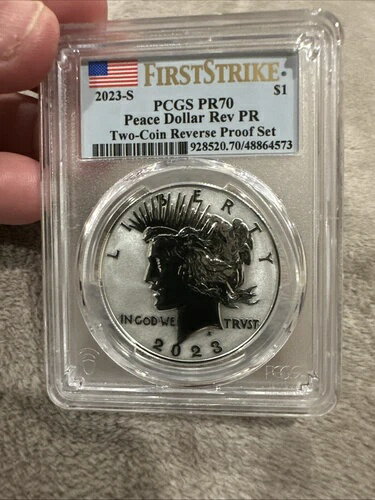 FIRSTSTRIKE
2023-S $1
PCGS PR70
Peace Dollar Rev PR
Two-Coin Reverse Proof Set
928520.70/48864573
LIBERTY
IN GOD WE TRVST
2023
PCGS